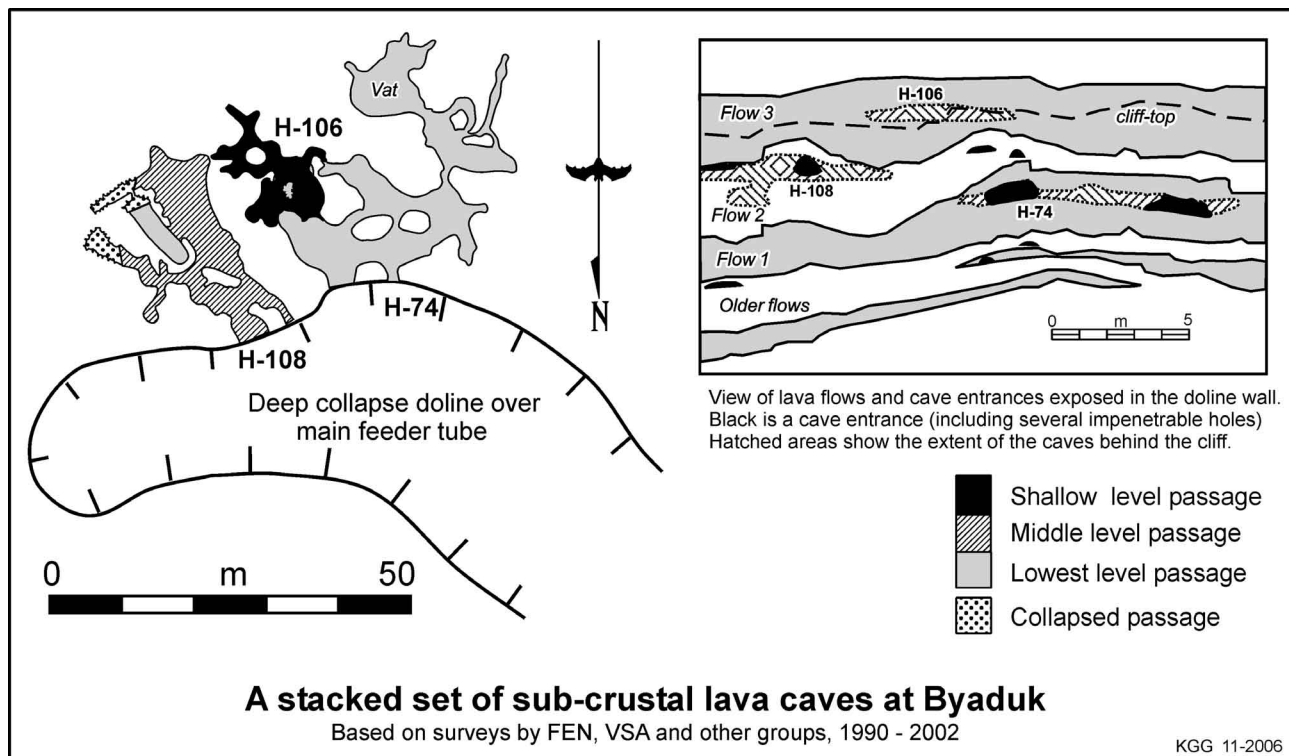 Vat
H-106
H-74
H-108
N
Deep collapse doline over
main feeder tube
0 m 50
H-106
Flow 3
cliff-top
H-108
Flow 2
H-74
Flow 1
Older flows
0 m 5
View of lava flows and cave entrances exposed in the doline wall.
Black is a cave entrance (including several impenetrable holes)
Hatched areas show the extent of the caves behind the cliff.
Shallow level passage
Middle level passage
Lowest level passage
Collapsed passage
A stacked set of sub-crustal lava caves at Byaduk
Based on surveys by FEN, VSA and other groups, 1990 - 2002
KGG 11-2006